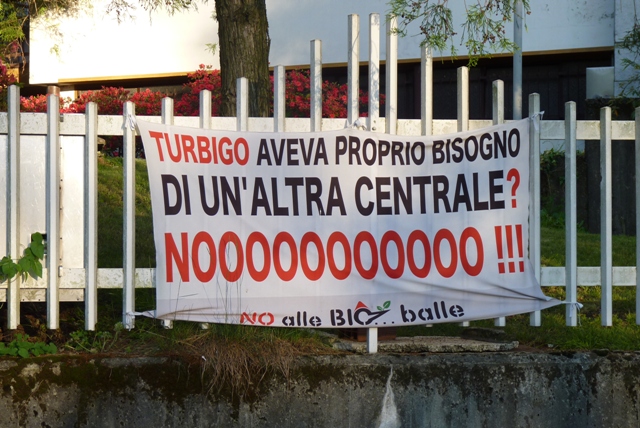 TURBIGO AVEVA PROPRIO BISOGNO
DI UN'ALTRA CENTRALE?
NOOOOOOOOOOO !!!
NO alle BIO... balle